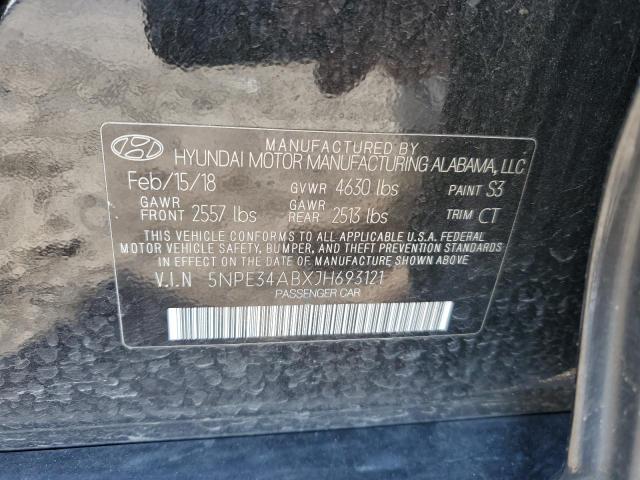 MANUFACTURED BY
HYUNDAI MOTOR MANUFACTURING ALABAMA, LLC
Feb/15/18 GVWR 4630 lbs PAINT S3
GAWR FRONT 2557 lbs GAWR REAR 2513 lbs TRIM CT
THIS VEHICLE CONFORMS TO ALL APPLICABLE U.S.A. FEDERAL
MOTOR VEHICLE SAFETY, BUMPER, AND THEFT PREVENTION STANDARDS
IN EFFECT ON THE DATE OF MANUFACTURE SHOWN ABOVE.
V.I.N 5NPE34ABXJH693121
PASSENGER CAR